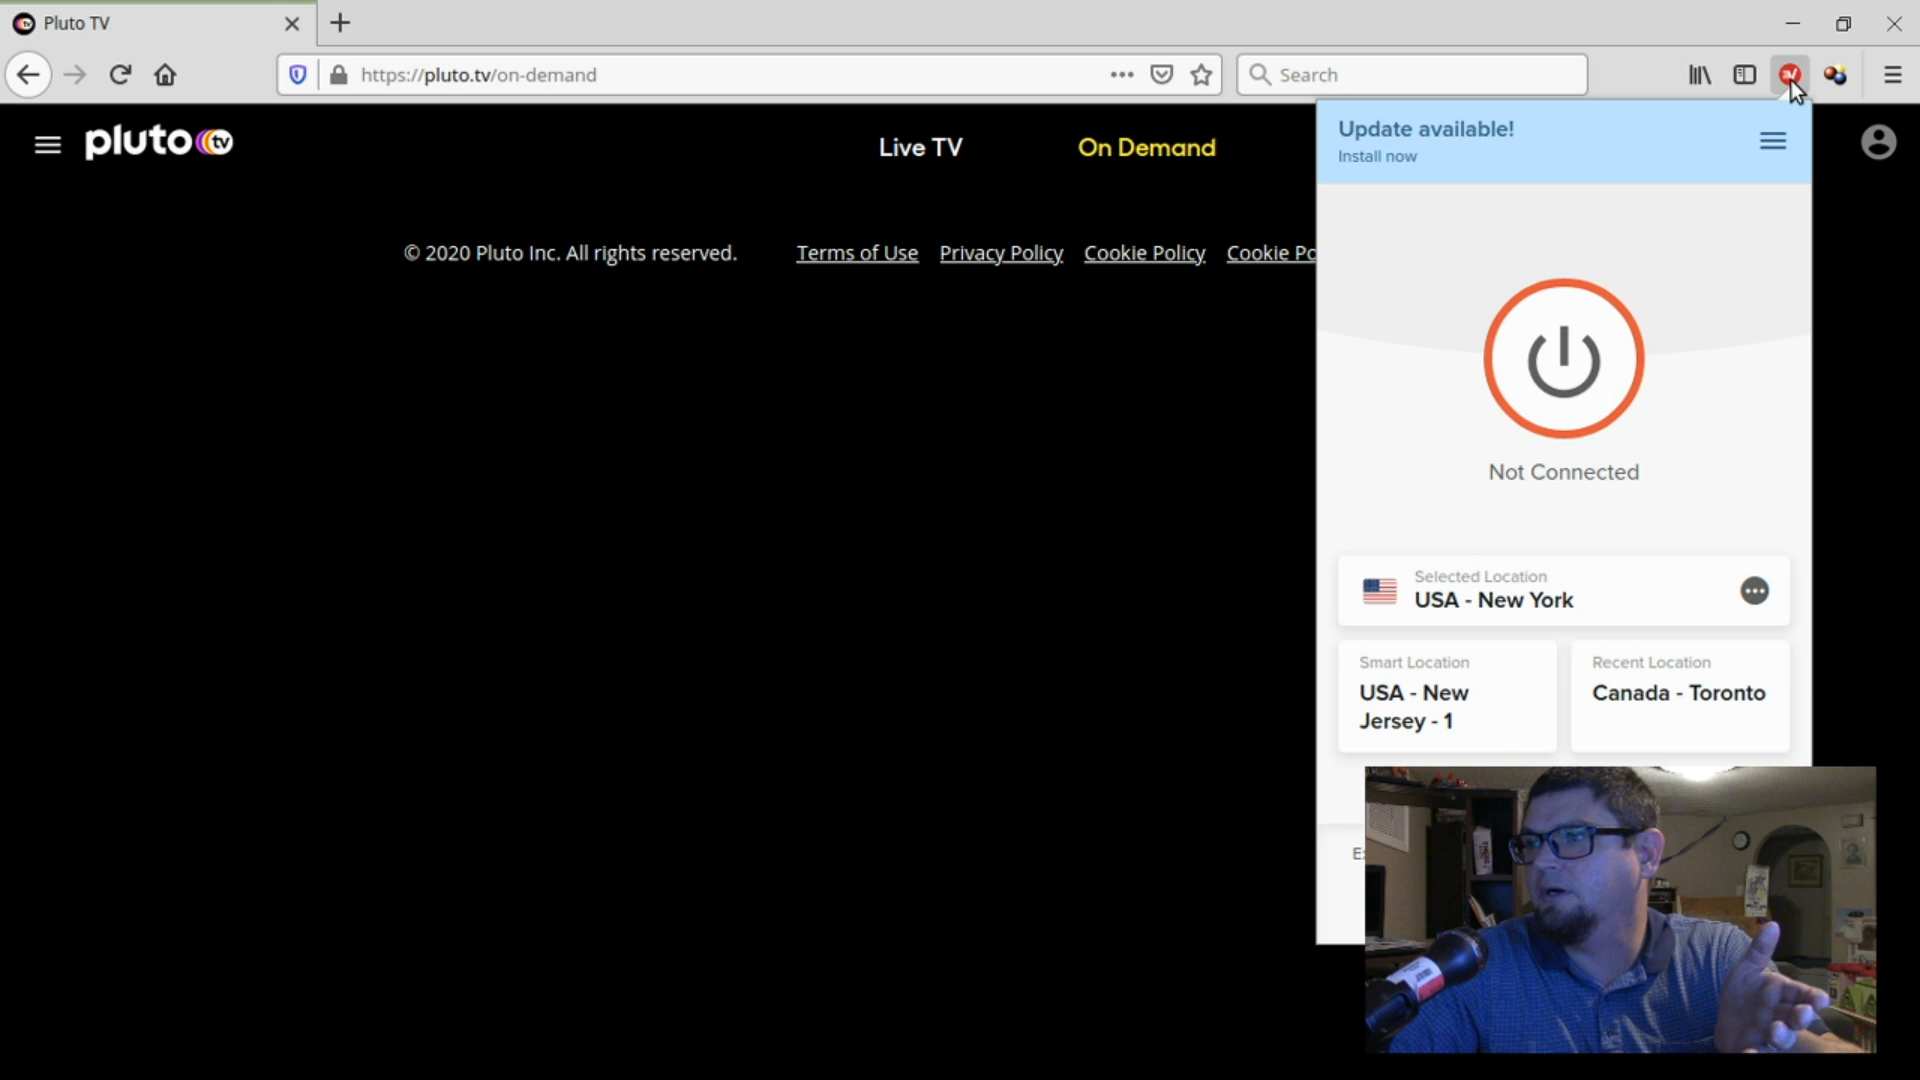 Pluto TV
https://pluto.tv/on-demand
Search
pluto tv
Live TV
On Demand
© 2020 Pluto Inc. All rights reserved.
Terms of Use
Privacy Policy
Cookie Policy
Cookie Po
Update available!
Install now
Not Connected
Selected Location
USA - New York
Smart Location
USA - New
Jersey - 1
Recent Location
Canada - Toronto